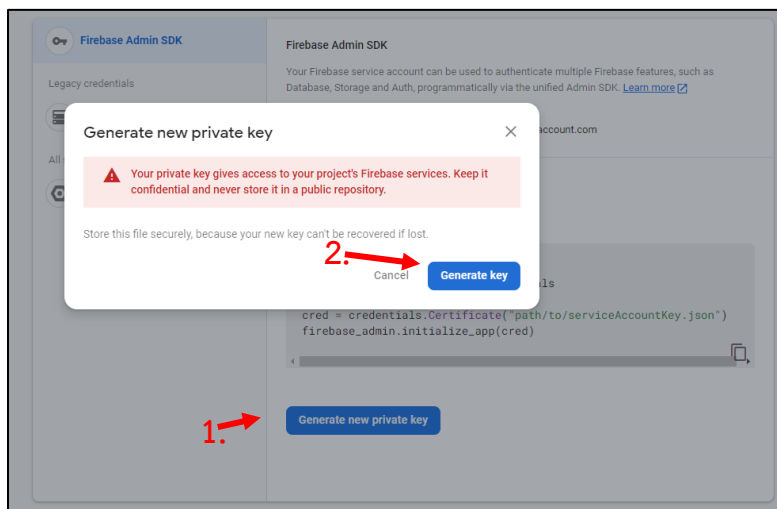 Firebase Admin SDK
Legacy credentials
All
Firebase Admin SDK
Your Firebase service account can be used to authenticate multiple Firebase features, such as
Database, Storage and Auth, programmatically via the unified Admin SDK. Learn more
account.com
Generate new private key
Your private key gives access to your project's Firebase services. Keep it
confidential and never store it in a public repository.
Store this file securely, because your new key can't be recovered if lost.
2.
Cancel
Generate key
als
cred = credentials.Certificate("path/to/serviceAccountKey.json")
firebase_admin.initialize_app(cred)
1.
Generate new private key